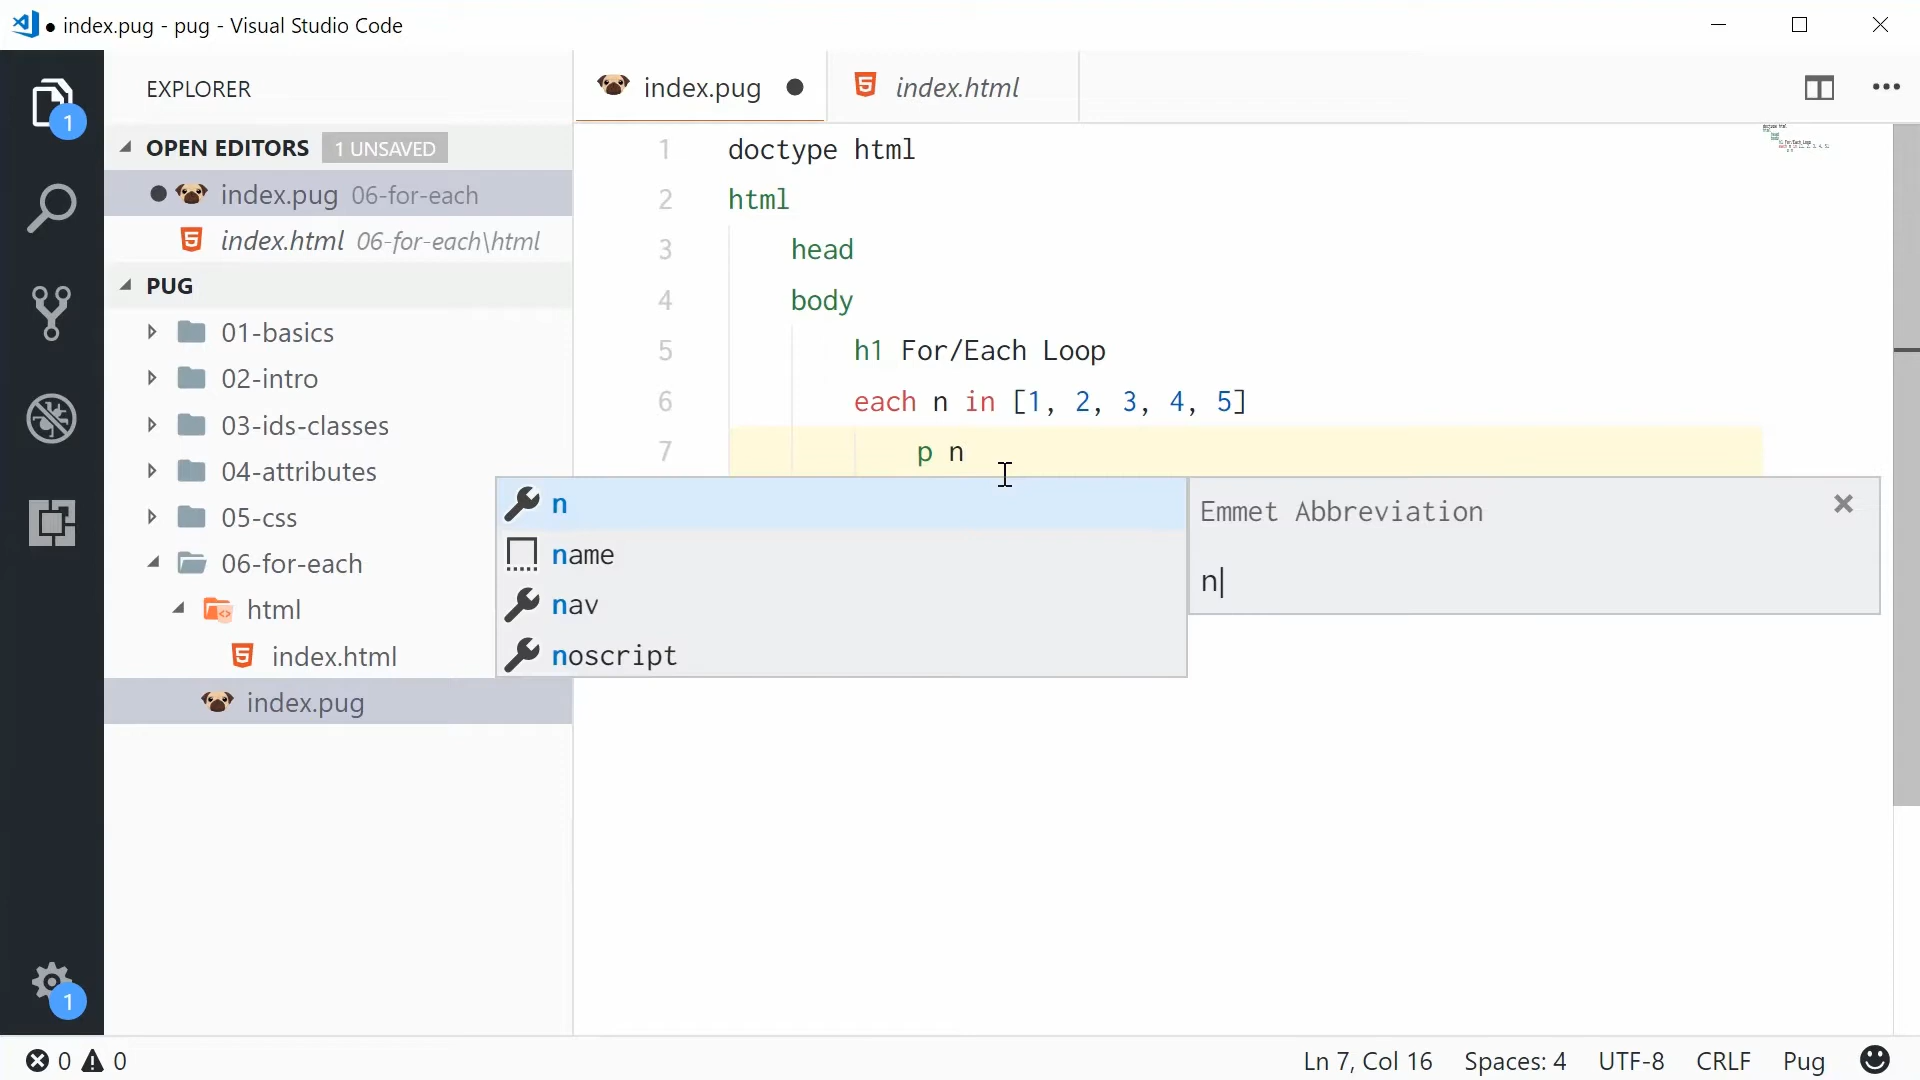 index.pug - pug - Visual Studio Code
EXPLORER
OPEN EDITORS 1 UNSAVED
index.pug 06-for-each
index.html 06-for-each\html
PUG
01-basics
02-intro
03-ids-classes
04-attributes
05-css
06-for-each
html
index.html
index.pug
1
1
index.pug
index.html
1 doctype html
2 html
3 head
4 body
5 h1 For/Each Loop
6 each n in [1, 2, 3, 4, 5]
7 p n
n
name
nav
noscript
Emmet Abbreviation
n|
0 0
Ln 7, Col 16 Spaces: 4 UTF-8 CRLF Pug